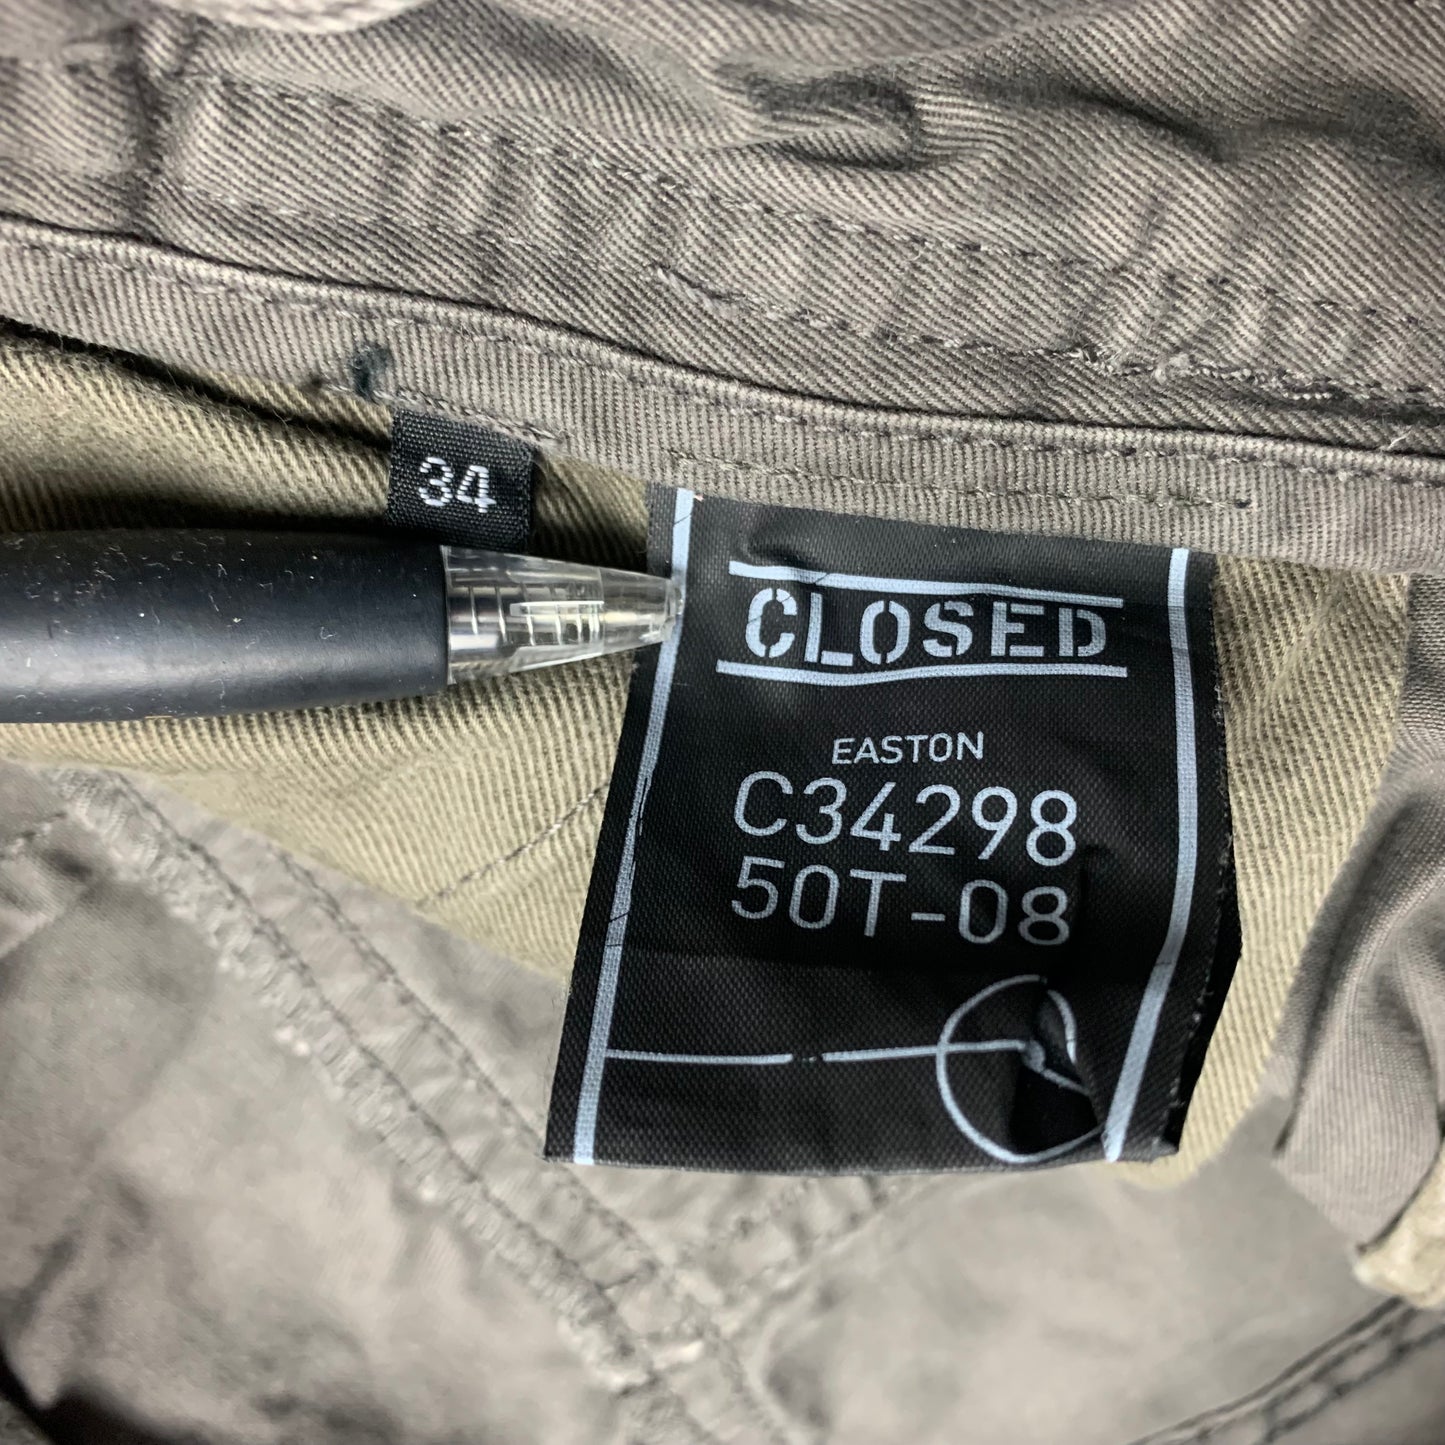 34
CLOSED
EASTON
C34298
50T-08